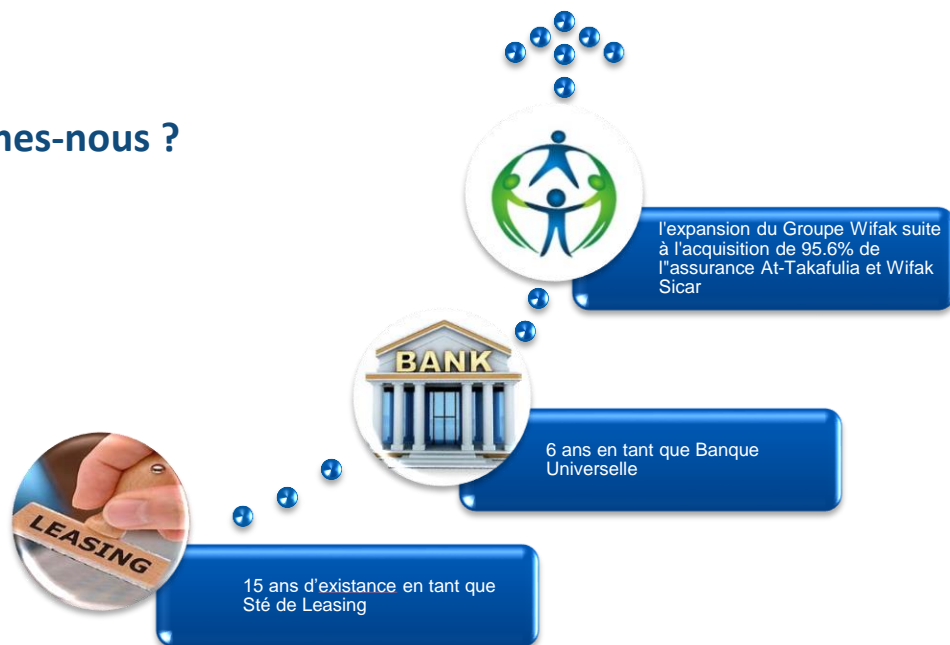 nes-nous ?
l'expansion du Groupe Wifak suite
à l'acquisition de 95.6% de
l"assurance At-Takafulia et Wifak
Sicar
BANK
6 ans en tant que Banque
Universelle
LEASING
15 ans d’existance en tant que
Sté de Leasing